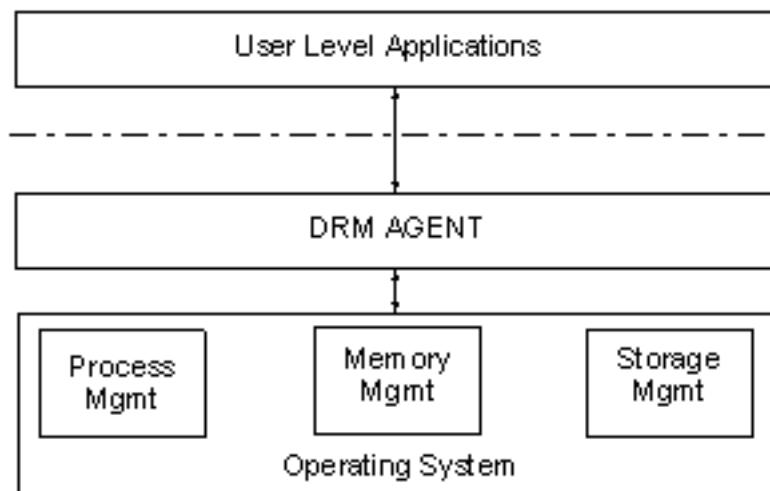 User Level Applications
DRM AGENT
Process
Mgmt
Memory
Mgmt
Storage
Mgmt
Operating System